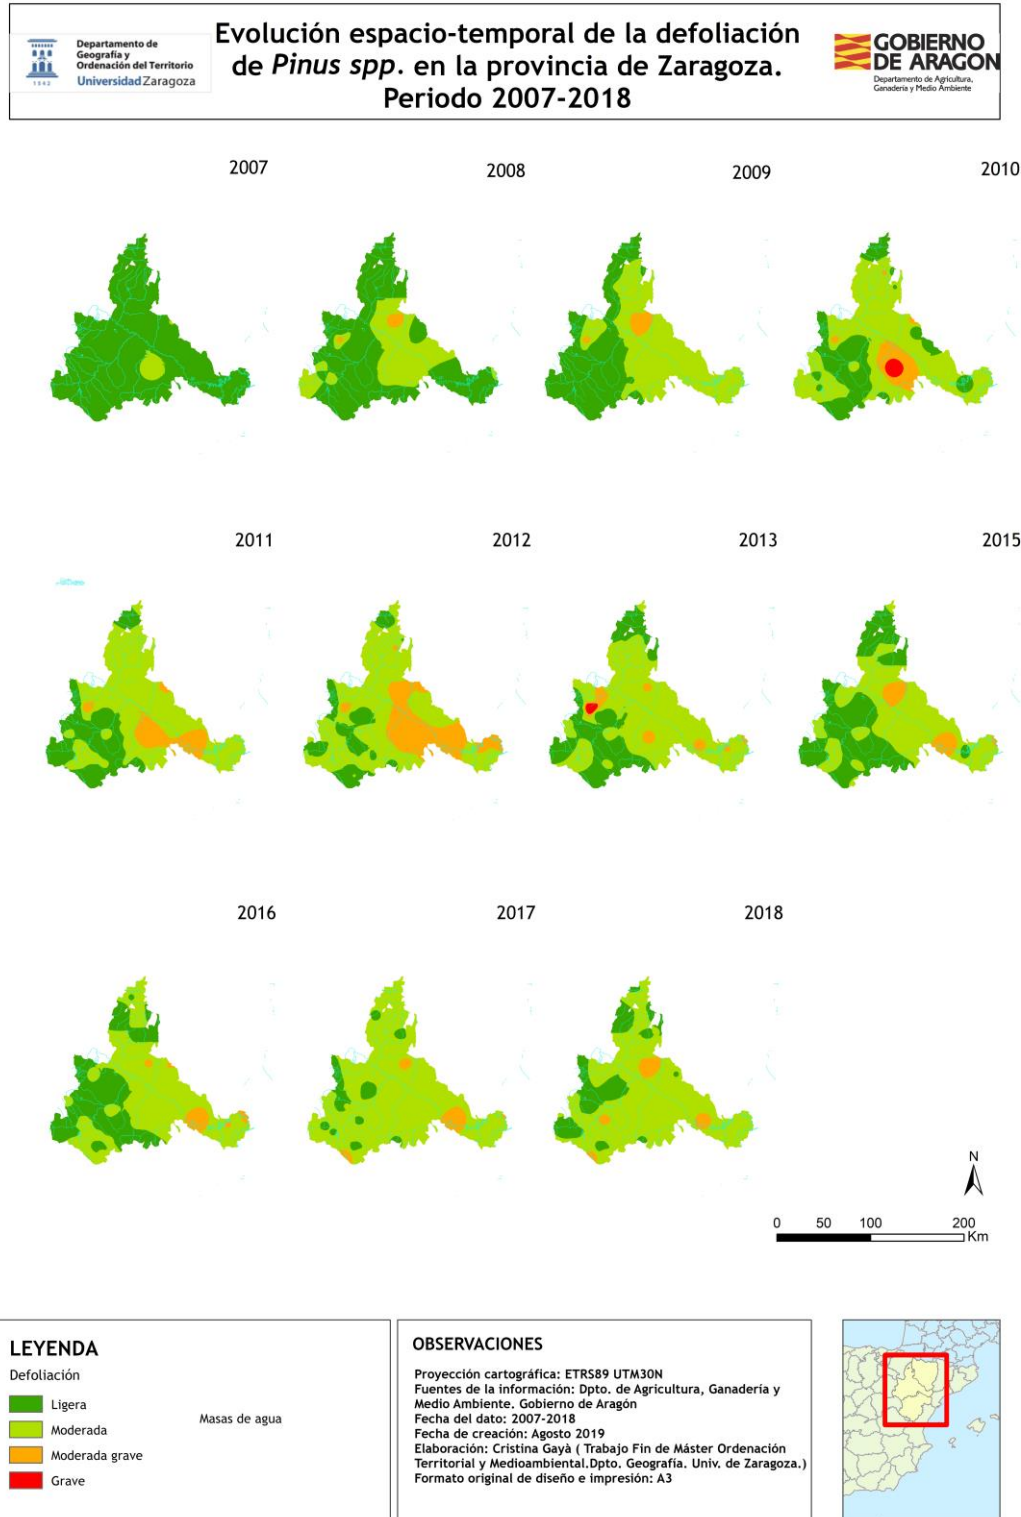 Departamento de
Geografía y
Ordenación del Territorio
Universidad Zaragoza
1542
Evolución espacio-temporal de la defoliación
de Pinus spp. en la provincia de Zaragoza.
Periodo 2007-2018
GOBIERNO
DE ARAGON
Departamento de Agricultura,
Ganadería y Medio Ambiente
2007
2008
2009
2010
2011
2012
2013
2015
2016
2017
2018
N
0 50 100 200
Km
LEYENDA
Defoliación
Ligera
Moderada
Moderada grave
Grave
Masas de agua
OBSERVACIONES
Proyección cartográfica: ETRS89 UTM30N
Fuentes de la información: Dpto. de Agricultura, Ganadería y
Medio Ambiente. Gobierno de Aragón
Fecha del dato: 2007-2018
Fecha de creación: Agosto 2019
Elaboración: Cristina Gayà ( Trabajo Fin de Máster Ordenación
Territorial y Medioambiental.Dpto. Geografía. Univ. de Zaragoza.)
Formato original de diseño e impresión: A3